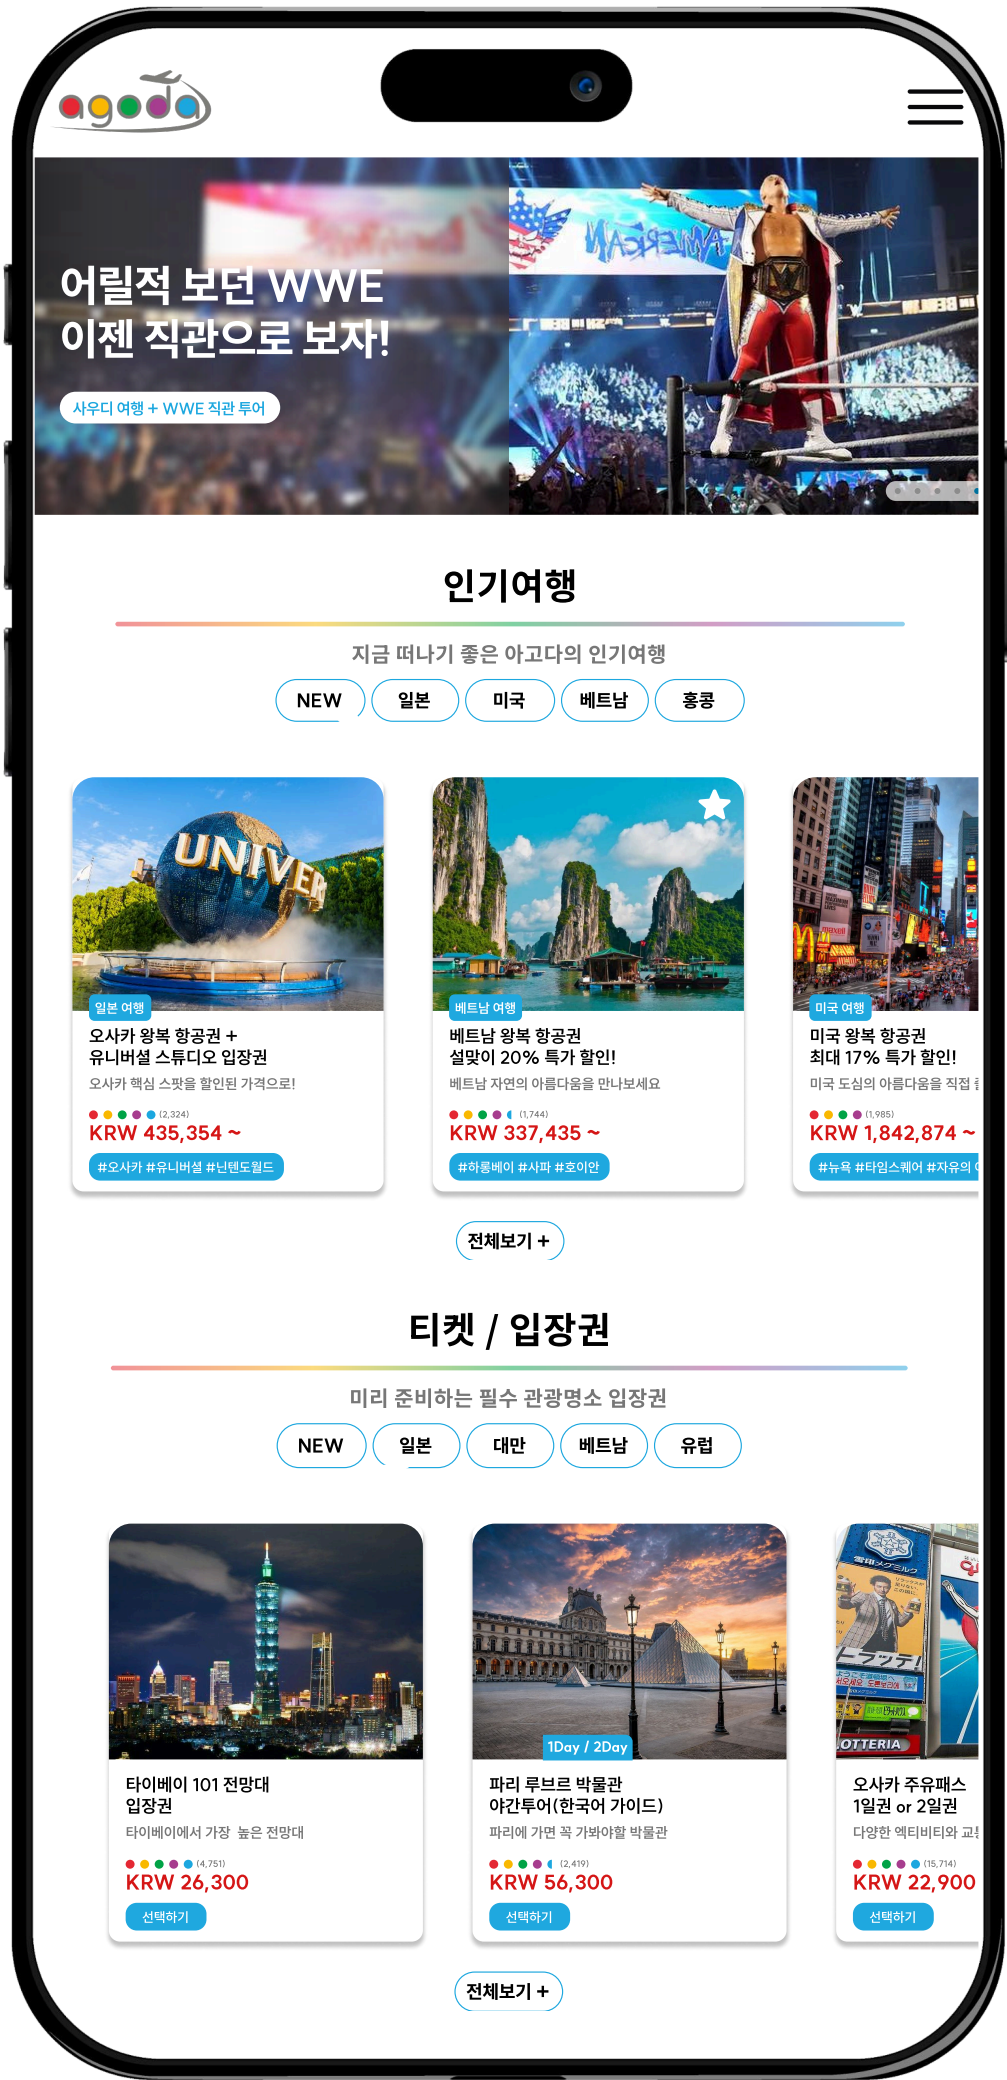 agoda
어릴적 보던 WWE
이젠 직관으로 보자!
사우디 여행 + WWE 직관 투어
AMERICAN
인기여행
지금 떠나기 좋은 아고다의 인기여행
NEW 일본 미국 베트남 홍콩
UNIVER
일본 여행
오사카 왕복 항공권 +
유니버셜 스튜디오 입장권
오사카 핵심 스팟을 할인된 가격으로!
(2,324)
KRW 435,354 ~
#오사카 #유니버셜 #닌텐도월드
베트남 여행
베트남 왕복 항공권
설맞이 20% 특가 할인!
베트남 자연의 아름다움을 만나보세요
(1,744)
KRW 337,435 ~
#하롱베이 #사파 #호이안
미국 여행
미국 왕복 항공권
최대 17% 특가 할인!
미국 도심의 아름다움을 직접
(1,985)
KRW 1,842,874 ~
#뉴욕 #타임스퀘어 #자유의
전체보기 +
티켓 / 입장권
미리 준비하는 필수 관광명소 입장권
NEW 일본 대만 베트남 유럽
타이베이 101 전망대
입장권
타이베이에서 가장 높은 전망대
(4,751)
KRW 26,300
선택하기
1Day / 2Day
파리 루브르 박물관
야간투어(한국어 가이드)
파리에 가면 꼭 가봐야할 박물관
(2,419)
KRW 56,300
선택하기
雪印メグミルク
トラッテ!
LOTTERIA
오사카 주유패스
1일권 or 2일권
다양한 엑티비티와
(15,714)
KRW 22,900
선택하기
전체보기 +